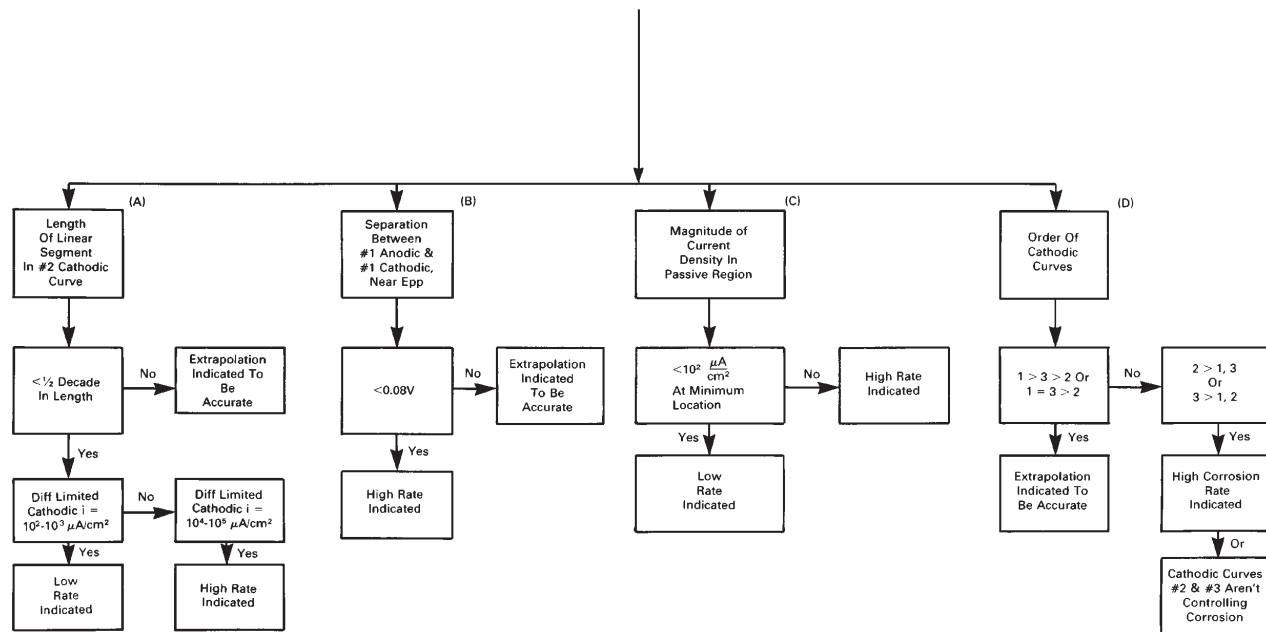 (A)
Length
Of Linear
Segment
In #2 Cathodic
Curve
<½ Decade
In Length
No
Extrapolation
Indicated To
Be
Accurate
Yes
Diff Limited
Cathodic i =
10²-10³ μA/cm²
No
Diff Limited
Cathodic i =
10⁴-10⁵ μA/cm²
Yes
Yes
Low
Rate
Indicated
High Rate
Indicated
(B)
Separation
Between
#1 Anodic &
#1 Cathodic,
Near Epp
<0.08V
No
Extrapolation
Indicated
To Be
Accurate
Yes
High Rate
Indicated
(C)
Magnitude of
Current
Density In
Passive Region
<10² μA/cm²
At Minimum
Location
No
High Rate
Indicated
Yes
Low
Rate
Indicated
(D)
Order Of
Cathodic
Curves
1 > 3 > 2 Or
1 = 3 > 2
No
2 > 1, 3
Or
3 > 1, 2
Yes
Extrapolation
Indicated To
Be Accurate
Yes
High Corrosion
Rate
Indicated
Or
Cathodic Curves
#2 & #3 Aren't
Controlling
Corrosion